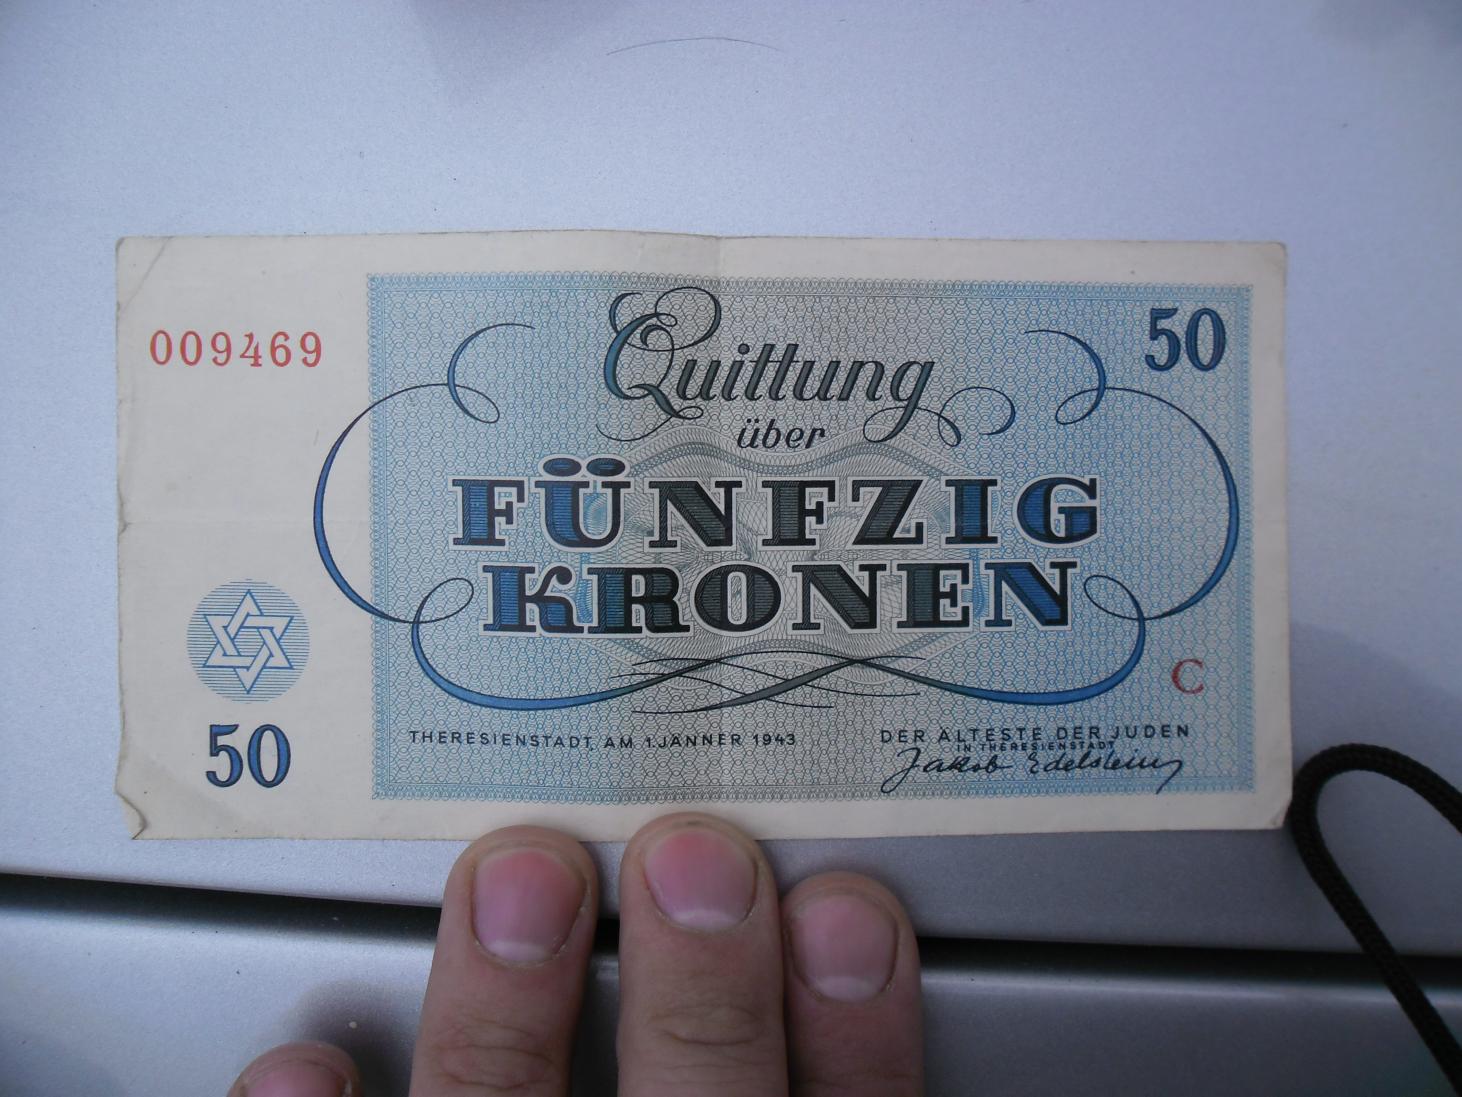 009469
50
Quittung
über
FÜNFZIG
KRONEN
C
50
THERESIENSTADT, AM 1. JÄNNER 1943
DER ÄLTESTE DER JUDEN
IN THERESIENSTADT
Jakob Edelstein